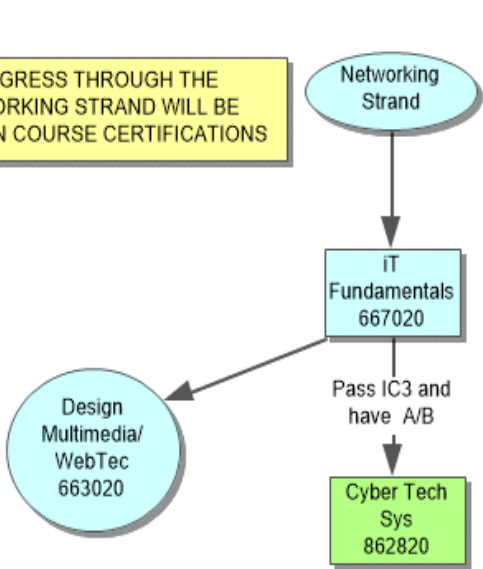 GRESS THROUGH THE
ORKING STRAND WILL BE
COURSE CERTIFICATIONS
Networking
Strand
iT
Fundamentals
667020
Pass IC3 and
have A/B
Design
Multimedia/
WebTec
663020
Cyber Tech
Sys
862820